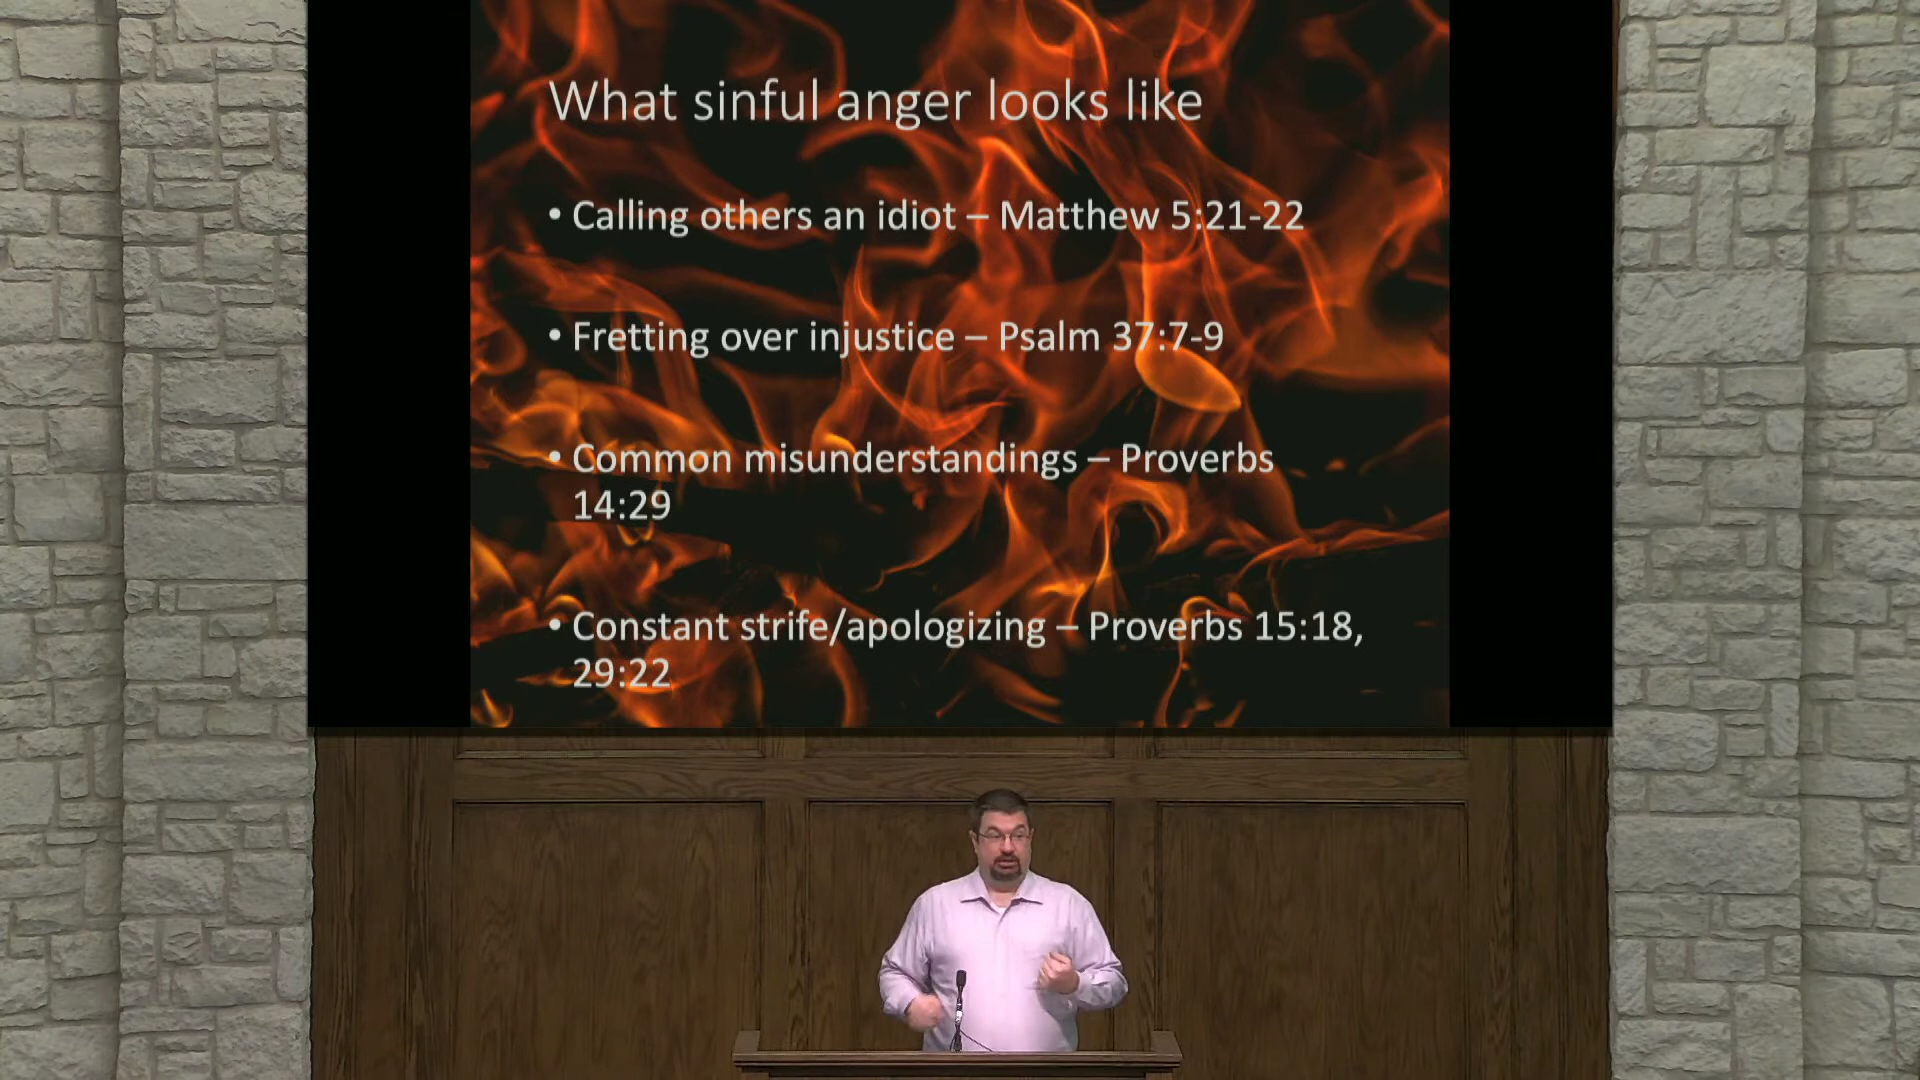 What sinful anger looks like
• Calling others an idiot – Matthew 5:21-22
• Fretting over injustice – Psalm 37:7-9
• Common misunderstandings – Proverbs
14:29
• Constant strife/apologizing – Proverbs 15:18,
29:22